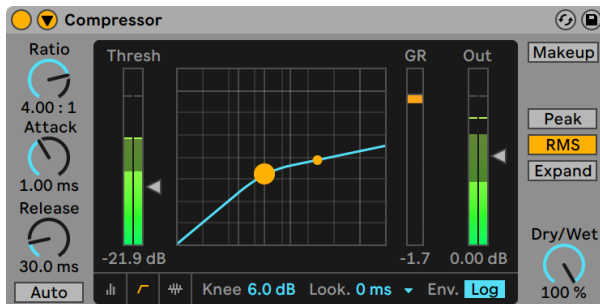 Compressor
Ratio
4.00 : 1
Attack
1.00 ms
Release
30.0 ms
Auto
Thresh
-21.9 dB
GR
-1.7
Out
0.00 dB
Knee 6.0 dB Look. 0 ms Env. Log
Makeup
Peak
RMS
Expand
Dry/Wet
100 %